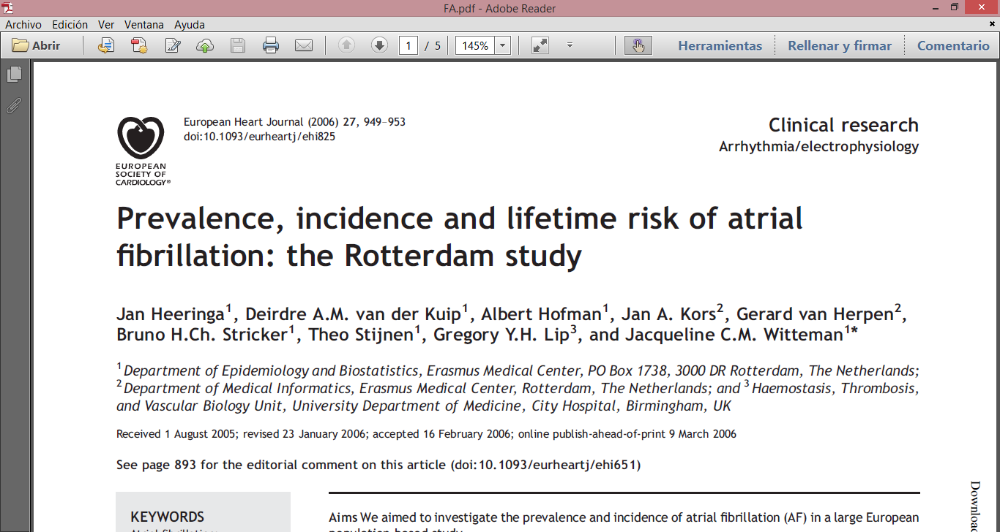 FA.pdf - Adobe Reader
Archivo Edición Ver Ventana Ayuda
Abrir 1 / 5 145% Herramientas Rellenar y firmar Comentario
European Heart Journal (2006) 27, 949–953
doi:10.1093/eurheartj/ehi825
Clinical research
Arrhythmia/electrophysiology
EUROPEAN
SOCIETY OF
CARDIOLOGY®
Prevalence, incidence and lifetime risk of atrial
fibrillation: the Rotterdam study
Jan Heeringa1, Deirdre A.M. van der Kuip1, Albert Hofman1, Jan A. Kors2, Gerard van Herpen2,
Bruno H.Ch. Stricker1, Theo Stijnen1, Gregory Y.H. Lip3, and Jacqueline C.M. Witteman1*
1 Department of Epidemiology and Biostatistics, Erasmus Medical Center, PO Box 1738, 3000 DR Rotterdam, The Netherlands;
2 Department of Medical Informatics, Erasmus Medical Center, Rotterdam, The Netherlands; and 3 Haemostasis, Thrombosis,
and Vascular Biology Unit, University Department of Medicine, City Hospital, Birmingham, UK
Received 1 August 2005; revised 23 January 2006; accepted 16 February 2006; online publish-ahead-of-print 9 March 2006
See page 893 for the editorial comment on this article (doi:10.1093/eurheartj/ehi651)
KEYWORDS
Aims We aimed to investigate the prevalence and incidence of atrial fibrillation (AF) in a large European